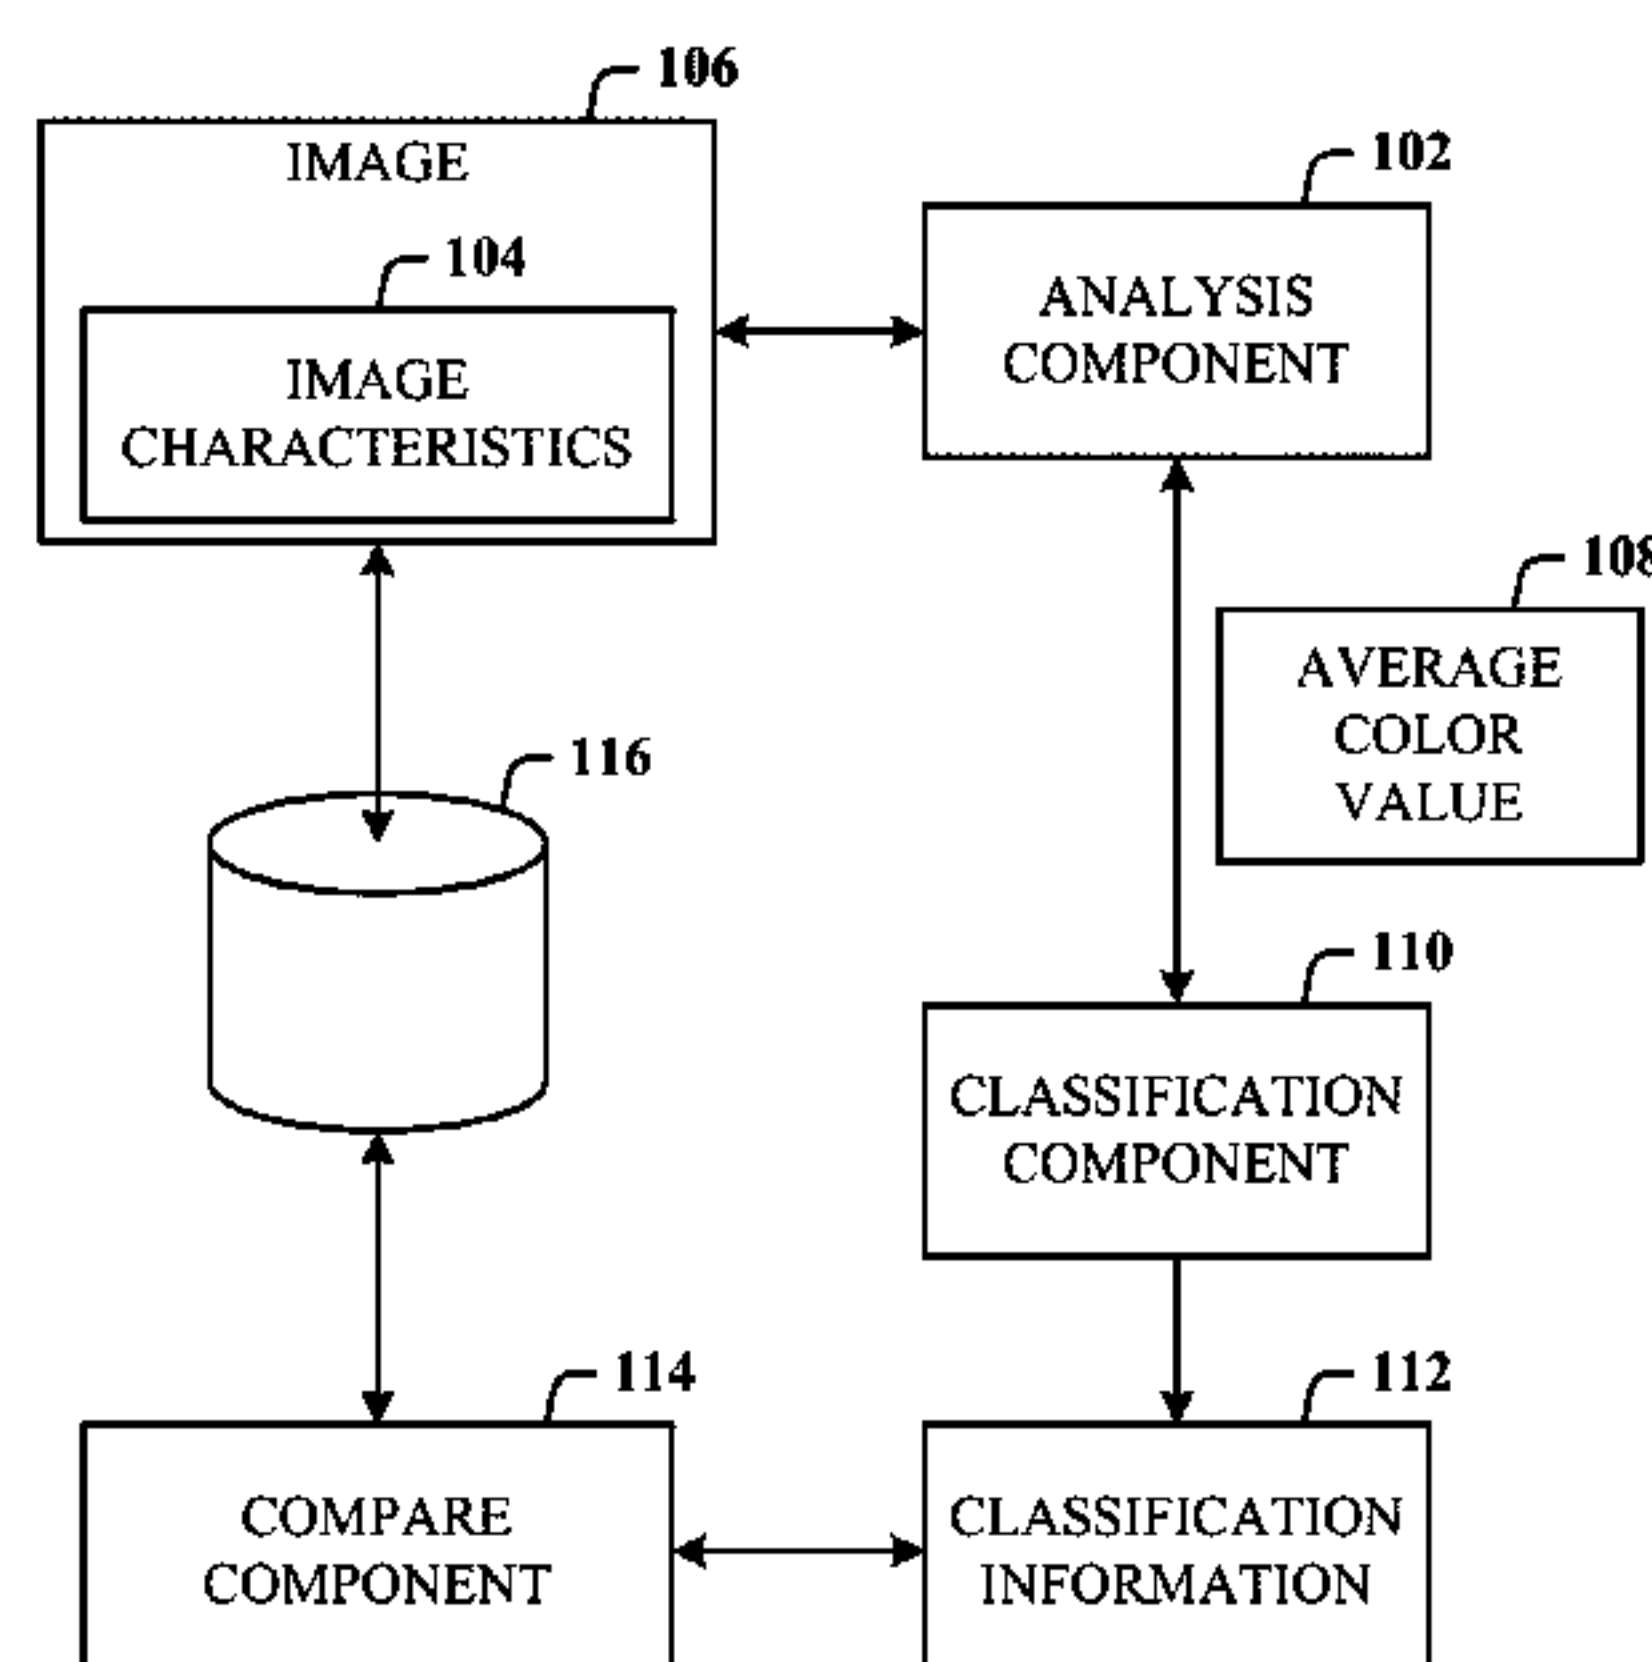 106
IMAGE
102
104
ANALYSIS
COMPONENT
IMAGE
CHARACTERISTICS
108
AVERAGE
COLOR
VALUE
116
110
CLASSIFICATION
COMPONENT
114
112
COMPARE
COMPONENT
CLASSIFICATION
INFORMATION